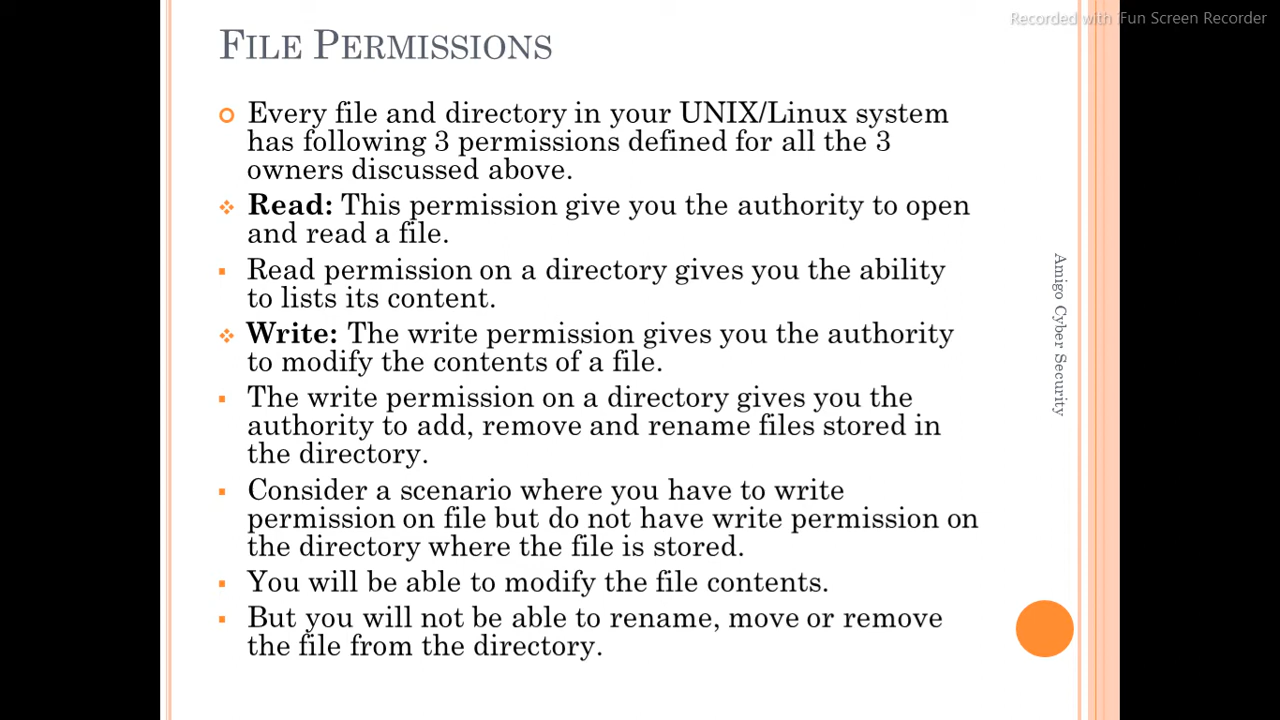 Recorded with iFun Screen Recorder
FILE PERMISSIONS
Every file and directory in your UNIX/Linux system
has following 3 permissions defined for all the 3
owners discussed above.
Read: This permission give you the authority to open
and read a file.
Read permission on a directory gives you the ability
to lists its content.
Write: The write permission gives you the authority
to modify the contents of a file.
The write permission on a directory gives you the
authority to add, remove and rename files stored in
the directory.
Consider a scenario where you have to write
permission on file but do not have write permission on
the directory where the file is stored.
You will be able to modify the file contents.
But you will not be able to rename, move or remove
the file from the directory.
Amigo Cyber Security